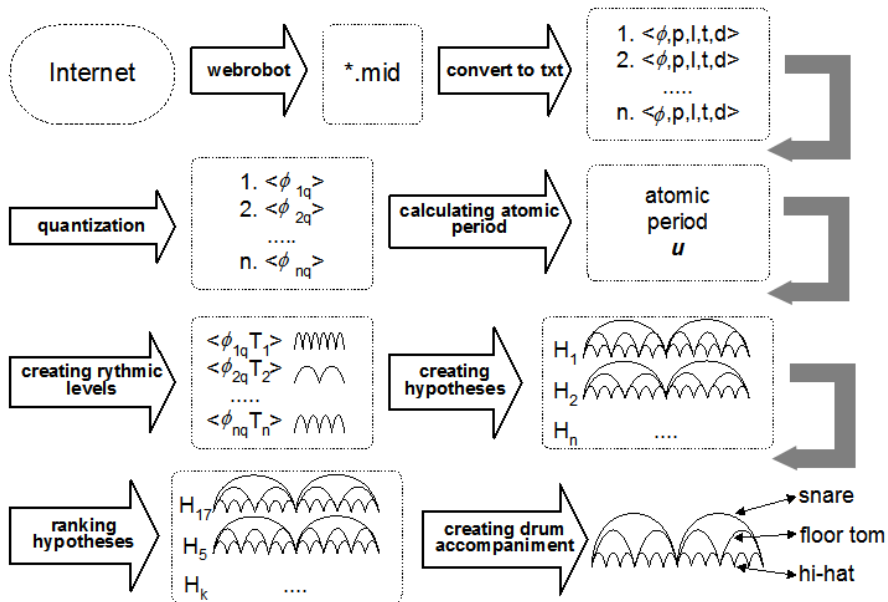 Internet
webrobot
*.mid
convert to txt
1. <ϕ,p,l,t,d>
2. <ϕ,p,l,t,d>
.....
n. <ϕ,p,l,t,d>
quantization
1. <ϕ 1q>
2. <ϕ 2q>
.....
n. <ϕ nq>
calculating atomic
period
atomic
period
u
creating rythmic
levels
<ϕ1qT1>
<ϕ2qT2>
.....
<ϕnqTn>
creating
hypotheses
H1
H2
Hn ....
ranking
hypotheses
H17
H5
Hk ....
creating drum
accompaniment
snare
floor tom
hi-hat